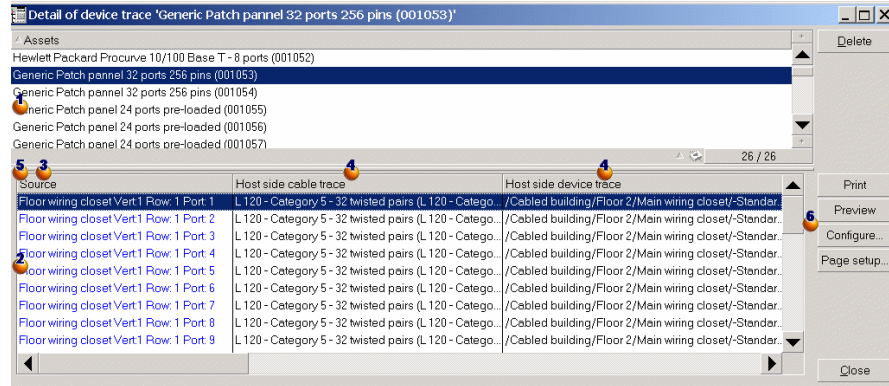 Detail of device trace 'Generic Patch pannel 32 ports 256 pins (001053)'
Assets
Delete
Hewlett Packard Procurve 10/100 Base T - 8 ports (001052)
Generic Patch pannel 32 ports 256 pins (001053)
Generic Patch pannel 32 ports 256 pins (001054)
1
Generic Patch panel 24 ports pre-loaded (001055)
Generic Patch panel 24 ports pre-loaded (001056)
Generic Patch panel 24 ports pre-loaded (001057)
26 / 26
5 3 4 4
Source Host side cable trace Host side device trace
Print
Floor wiring closet Vert:1 Row: 1 Port: 1 L 120 - Category 5 - 32 twisted pairs (L 120 - Catego... /Cabled building/Floor 2/Main wiring closet/-Standar...
Preview
Floor wiring closet Vert:1 Row: 1 Port: 2 L 120 - Category 5 - 32 twisted pairs (L 120 - Catego... /Cabled building/Floor 2/Main wiring closet/-Standar...
6
Floor wiring closet Vert:1 Row: 1 Port: 3 L 120 - Category 5 - 32 twisted pairs (L 120 - Catego... /Cabled building/Floor 2/Main wiring closet/-Standar...
Configure...
Floor wiring closet Vert:1 Row: 1 Port: 4 L 120 - Category 5 - 32 twisted pairs (L 120 - Catego... /Cabled building/Floor 2/Main wiring closet/-Standar...
Page setup...
2
Floor wiring closet Vert:1 Row: 1 Port: 5 L 120 - Category 5 - 32 twisted pairs (L 120 - Catego... /Cabled building/Floor 2/Main wiring closet/-Standar...
Floor wiring closet Vert:1 Row: 1 Port: 6 L 120 - Category 5 - 32 twisted pairs (L 120 - Catego... /Cabled building/Floor 2/Main wiring closet/-Standar...
Floor wiring closet Vert:1 Row: 1 Port: 7 L 120 - Category 5 - 32 twisted pairs (L 120 - Catego... /Cabled building/Floor 2/Main wiring closet/-Standar...
Floor wiring closet Vert:1 Row: 1 Port: 8 L 120 - Category 5 - 32 twisted pairs (L 120 - Catego... /Cabled building/Floor 2/Main wiring closet/-Standar...
Floor wiring closet Vert:1 Row: 1 Port: 9 L 120 - Category 5 - 32 twisted pairs (L 120 - Catego... /Cabled building/Floor 2/Main wiring closet/-Standar...
Close